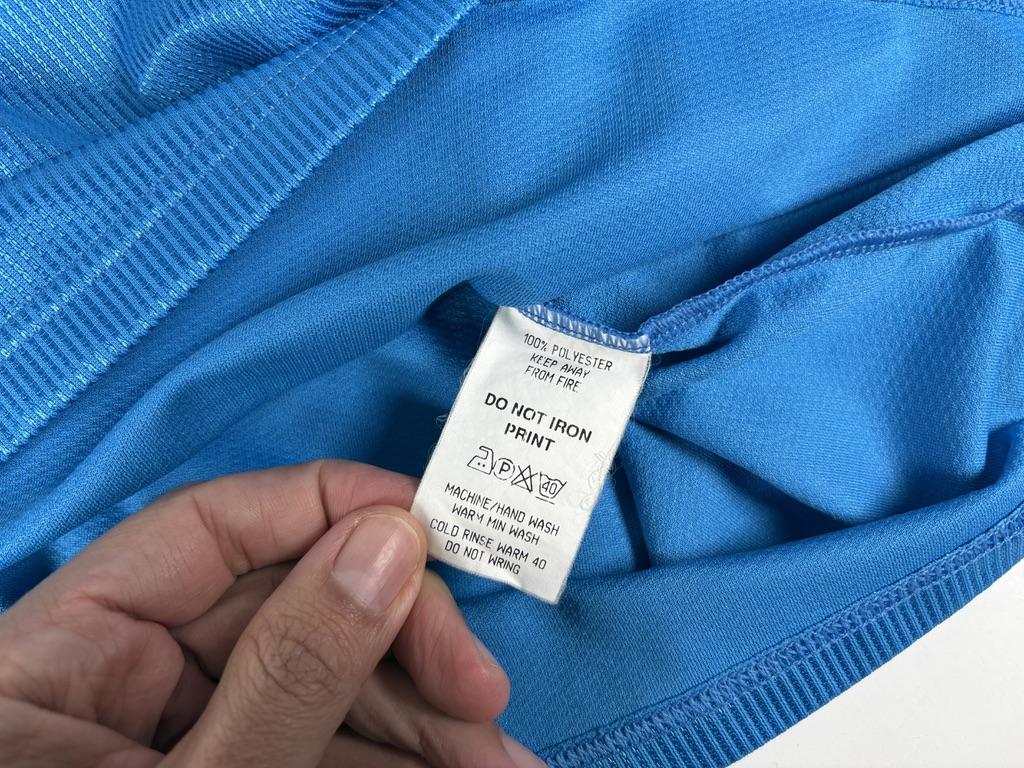 100% POLYESTER
KEEP AWAY
FROM FIRE
DO NOT IRON
PRINT
P 40
MACHINE/HAND WASH
WARM MIN WASH
COLD RINSE WARM 40
DO NOT WRING